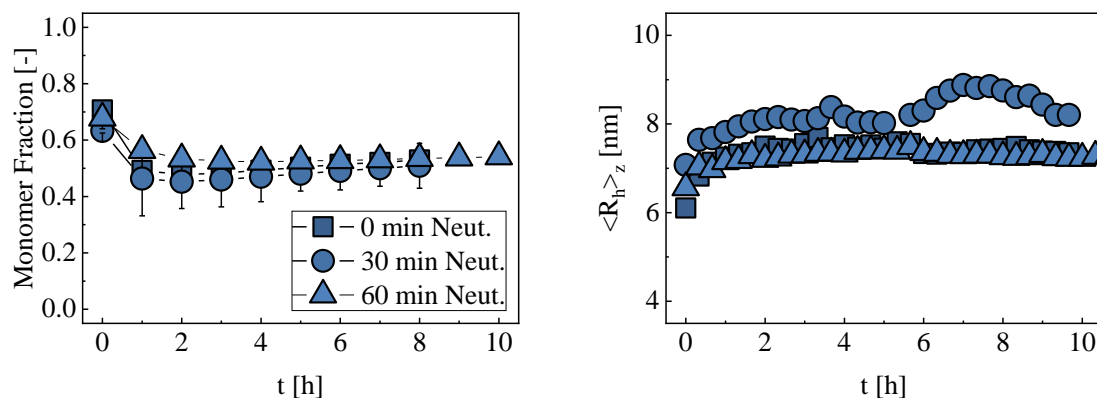 Monomer Fraction [-]
1.0
0.8
0.6
0.4
0.2
0.0
0 min Neut.
30 min Neut.
60 min Neut.
0 2 4 6 8 10
t [h]
<R_h>_z [nm]
10
8
6
4
0 2 4 6 8 10
t [h]